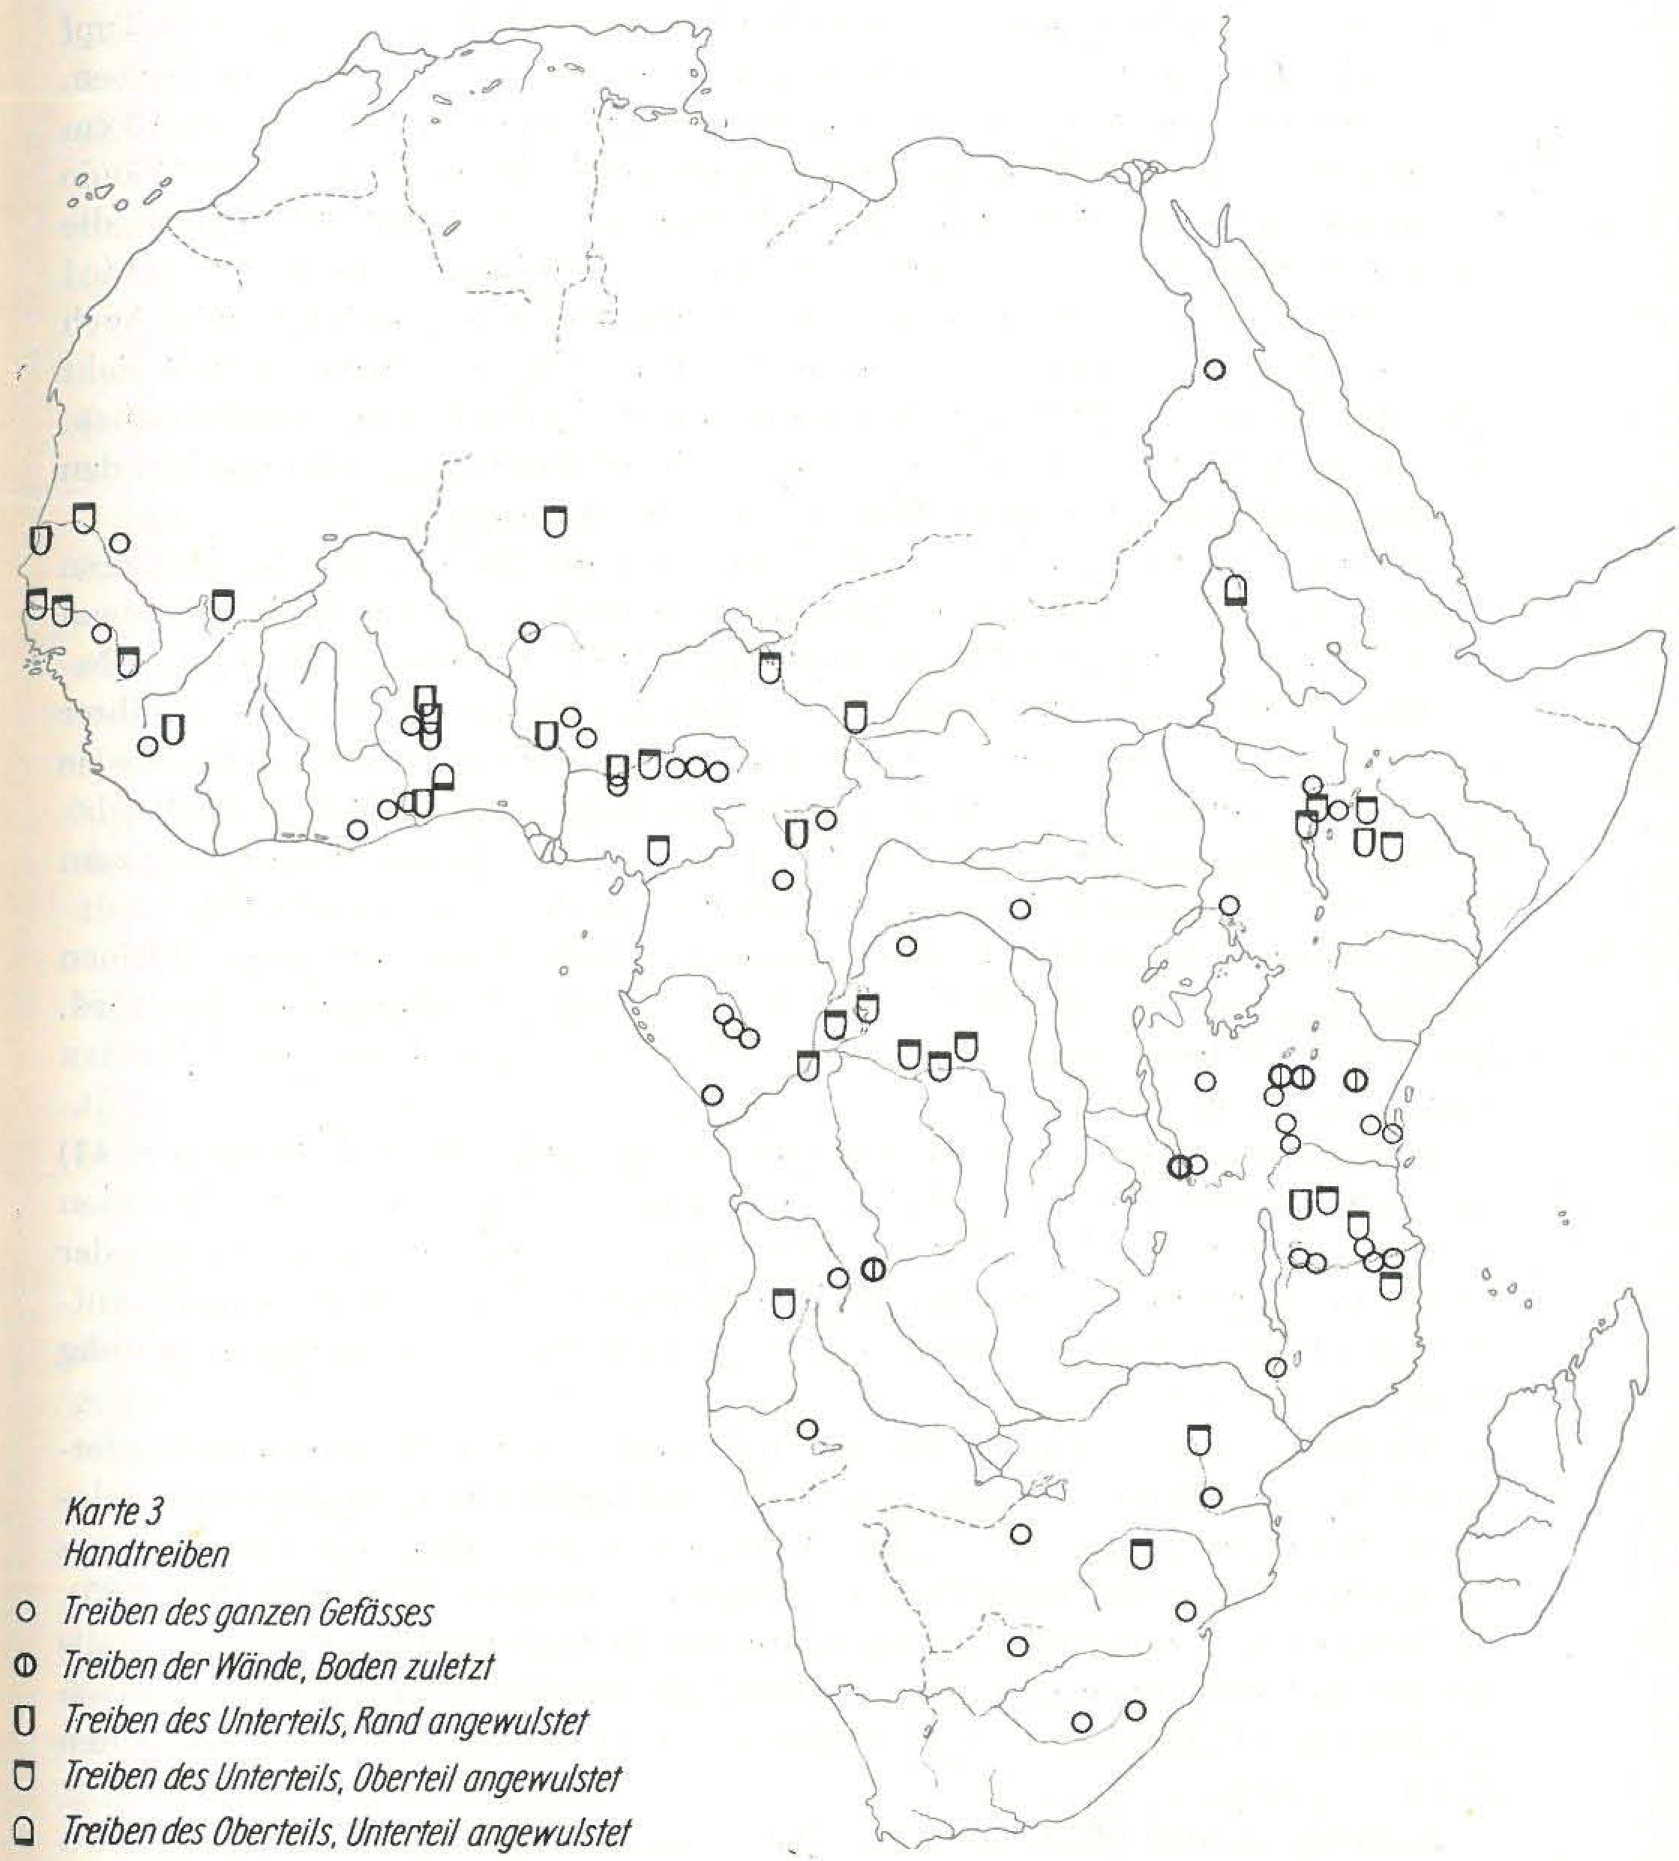 Karte 3
Handtreiben
Treiben des ganzen Gefässes
Treiben der Wände, Boden zuletzt
Treiben des Unterteils, Rand angewulstet
Treiben des Unterteils, Oberteil angewulstet
Treiben des Oberteils, Unterteil angewulstet